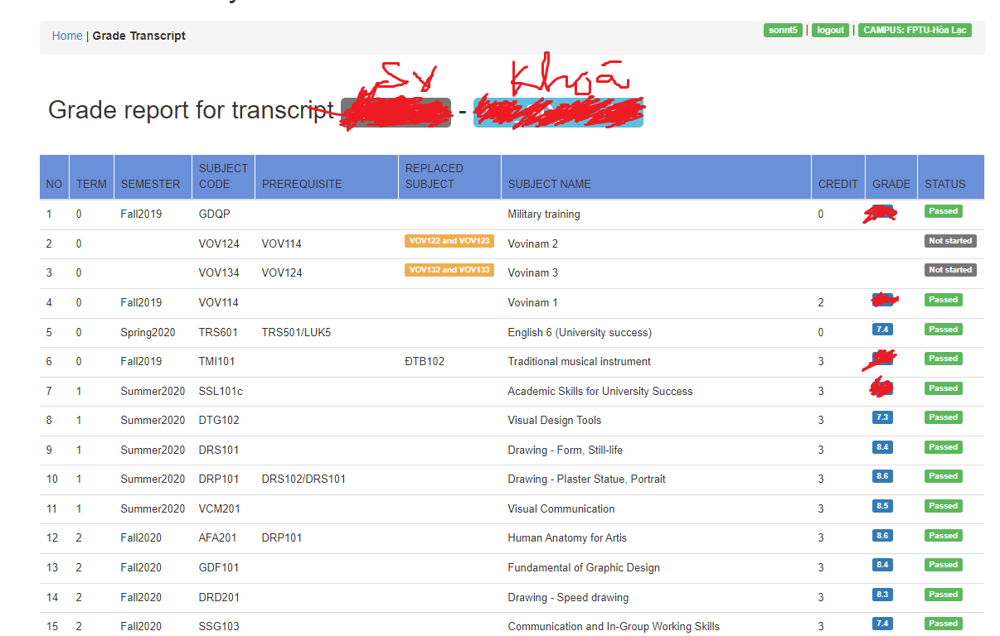 Home | Grade Transcript
sonnt5 | logout | CAMPUS: FPTU-Hòa Lạc
Sv Khoá
Grade report for transcript -
NO TERM SEMESTER SUBJECT CODE PREREQUISITE REPLACED SUBJECT SUBJECT NAME CREDIT GRADE STATUS
1 0 Fall2019 GDQP Military training 0 Passed
2 0 VOV124 VOV114 VOV122 and VOV123 Vovinam 2 Not started
3 0 VOV134 VOV124 VOV132 and VOV133 Vovinam 3 Not started
4 0 Fall2019 VOV114 Vovinam 1 2 Passed
5 0 Spring2020 TRS601 TRS501/LUK5 English 6 (University success) 0 7.4 Passed
6 0 Fall2019 TMI101 ĐTB102 Traditional musical instrument 3 Passed
7 1 Summer2020 SSL101c Academic Skills for University Success 3 Passed
8 1 Summer2020 DTG102 Visual Design Tools 3 7.3 Passed
9 1 Summer2020 DRS101 Drawing - Form, Still-life 3 8.4 Passed
10 1 Summer2020 DRP101 DRS102/DRS101 Drawing - Plaster Statue, Portrait 3 8.6 Passed
11 1 Summer2020 VCM201 Visual Communication 3 8.5 Passed
12 2 Fall2020 AFA201 DRP101 Human Anatomy for Artis 3 8.6 Passed
13 2 Fall2020 GDF101 Fundamental of Graphic Design 3 8.4 Passed
14 2 Fall2020 DRD201 Drawing - Speed drawing 3 8.3 Passed
15 2 Fall2020 SSG103 Communication and In-Group Working Skills 3 7.4 Passed